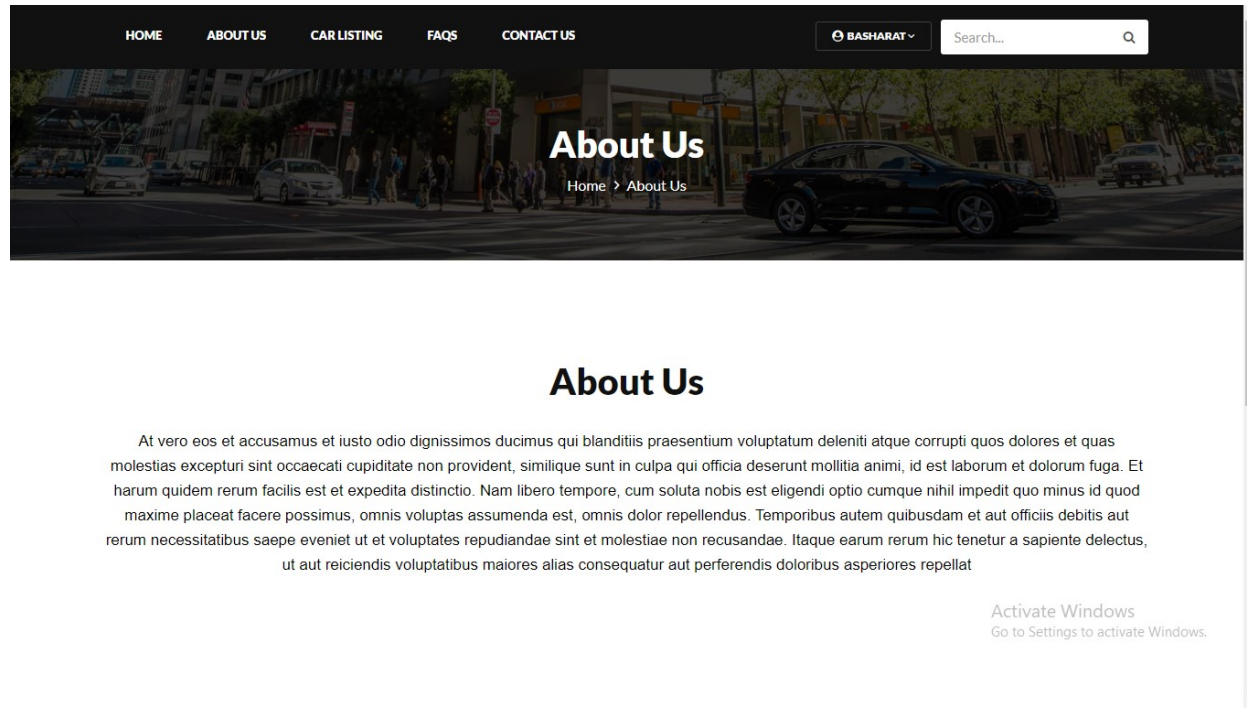 HOME ABOUT US CAR LISTING FAQS CONTACT US BASHARAT Search...
About Us
Home > About Us
About Us
At vero eos et accusamus et iusto odio dignissimos ducimus qui blanditiis praesentium voluptatum deleniti atque corrupti quos dolores et quas
molestias excepturi sint occaecati cupiditate non provident, similique sunt in culpa qui officia deserunt mollitia animi, id est laborum et dolorum fuga. Et
harum quidem rerum facilis est et expedita distinctio. Nam libero tempore, cum soluta nobis est eligendi optio cumque nihil impedit quo minus id quod
maxime placeat facere possimus, omnis voluptas assumenda est, omnis dolor repellendus. Temporibus autem quibusdam et aut officiis debitis aut
rerum necessitatibus saepe eveniet ut et voluptates repudiandae sint et molestiae non recusandae. Itaque earum rerum hic tenetur a sapiente delectus,
ut aut reiciendis voluptatibus maiores alias consequatur aut perferendis doloribus asperiores repellat
Activate Windows
Go to Settings to activate Windows.